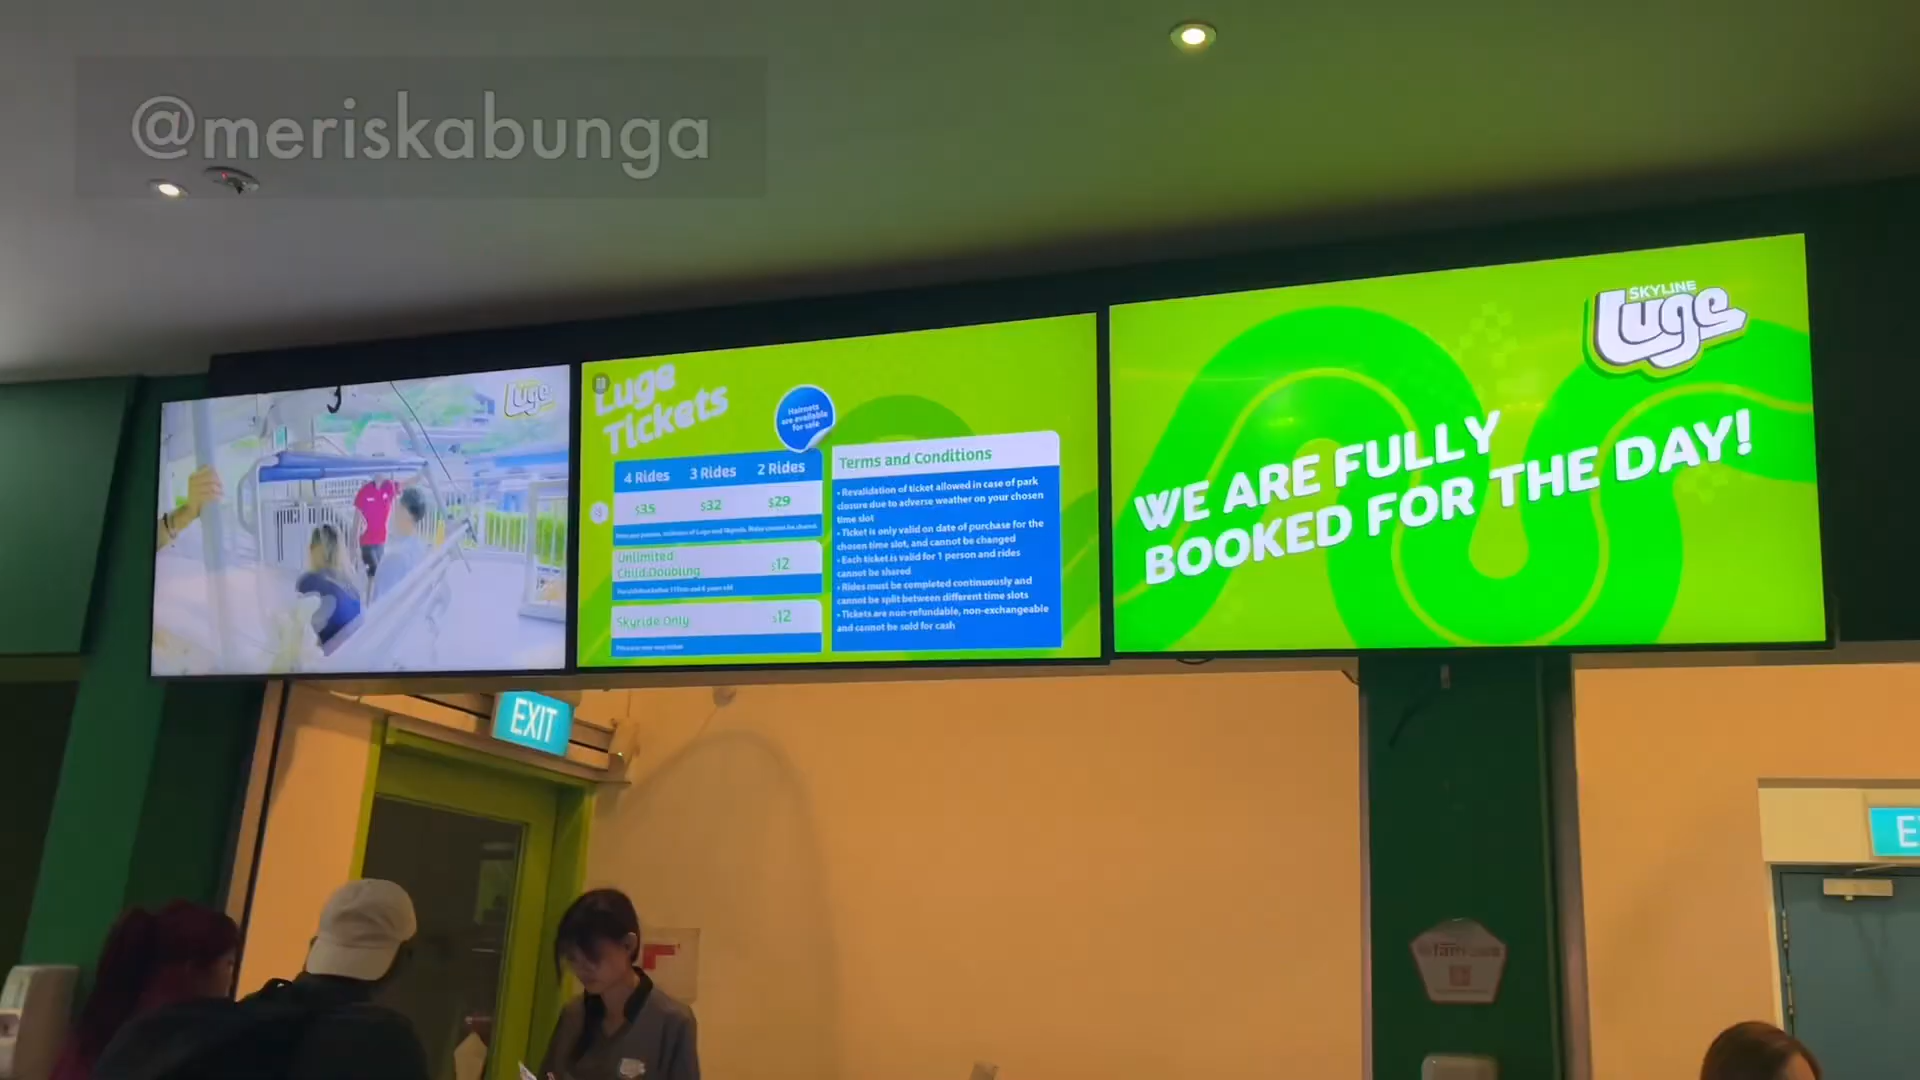 @meriskabunga
Luge
Luge
Tickets
Hairnets
are available
for sale
4 Rides 3 Rides 2 Rides
$35 $32 $29
Unlimited
Child Doubling $12
Skyride Only $12
Terms and Conditions
• Revalidation of ticket allowed in case of park
closure due to adverse weather on your chosen
time slot
• Ticket is only valid on date of purchase for the
chosen time slot, and cannot be changed
• Each ticket is valid for 1 person and rides
cannot be shared
• Rides must be completed continuously and
cannot be split between different time slots
• Tickets are non-refundable, non-exchangeable
and cannot be sold for cash
SKYLINE
Luge
WE ARE FULLY
BOOKED FOR THE DAY!
EXIT